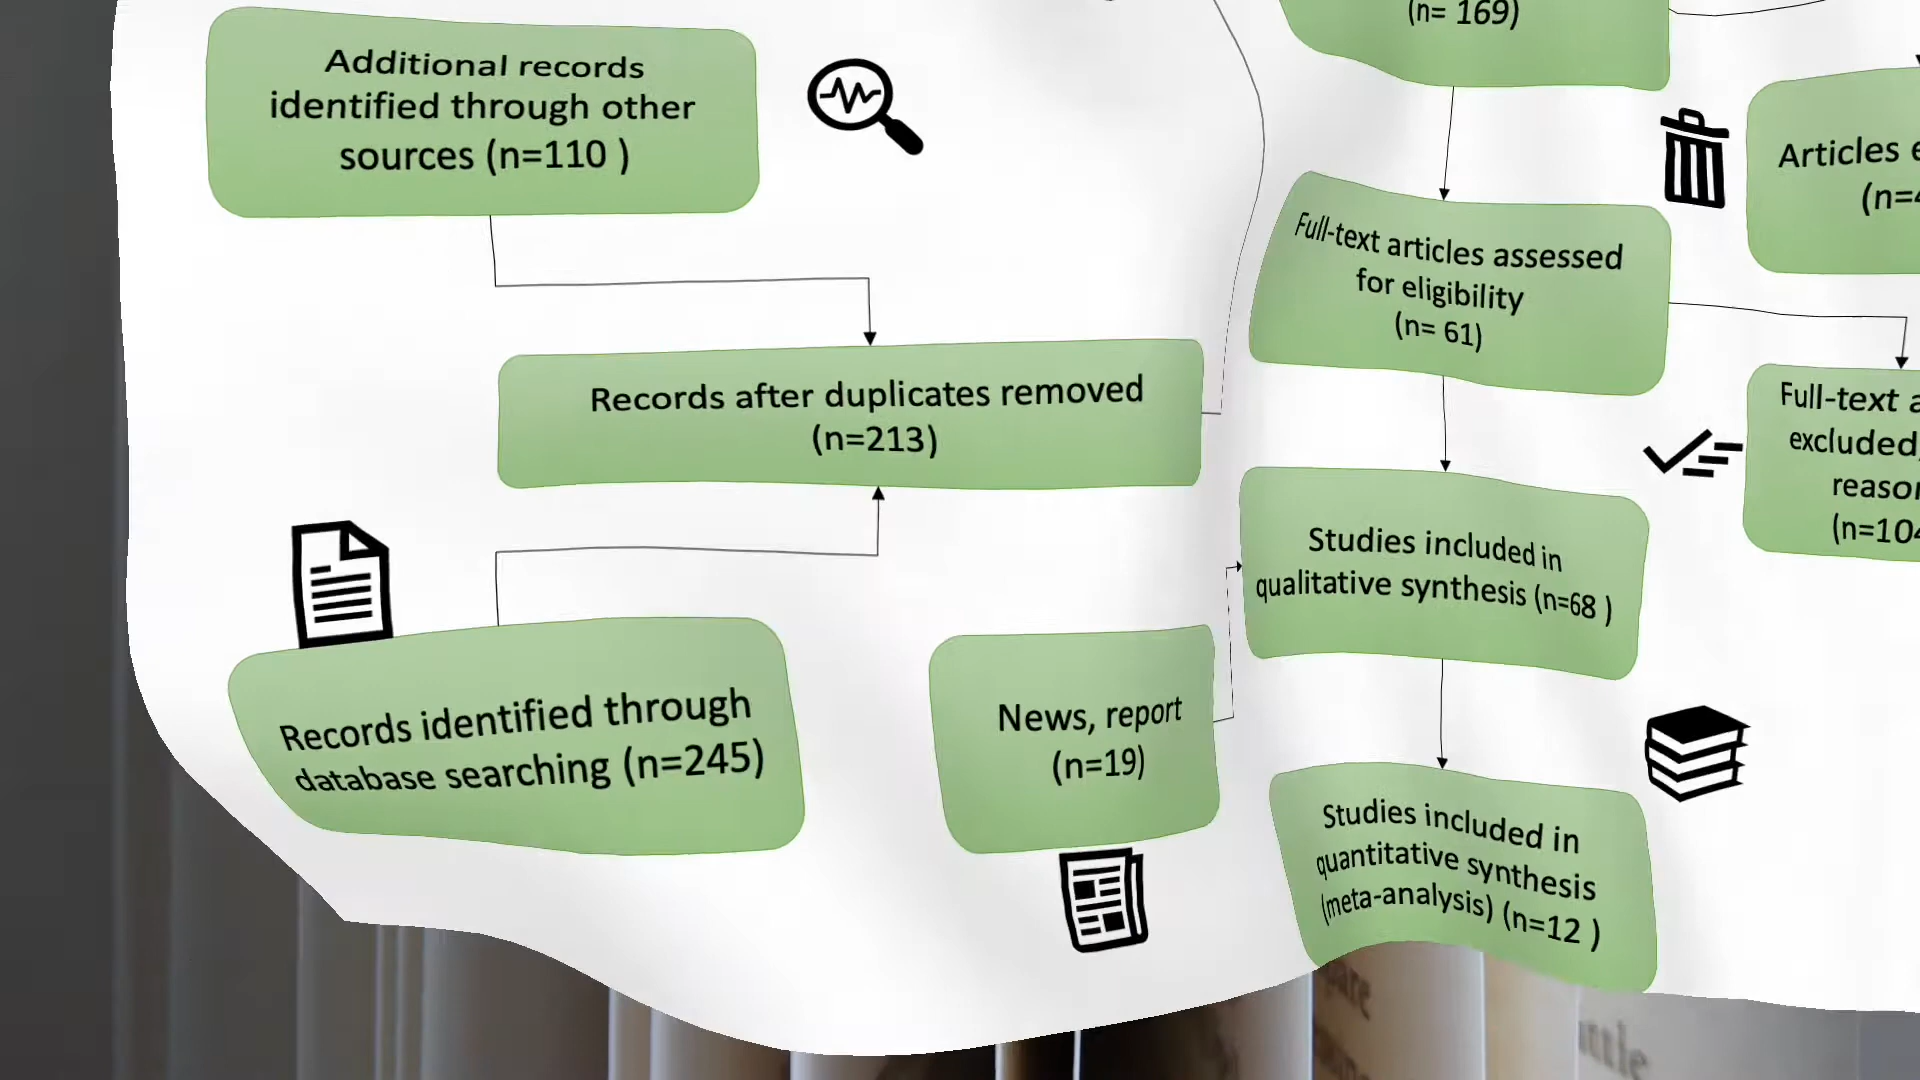 Additional records
identified through other
sources (n=110 )
Records after duplicates removed
(n=213)
Records identified through
database searching (n=245)
News, report
(n=19)
(n= 169)
Full-text articles assessed
for eligibility
(n= 61)
Studies included in
qualitative synthesis (n=68 )
Studies included in
quantitative synthesis
(meta-analysis) (n=12 )
Articles
Full-text
excluded,